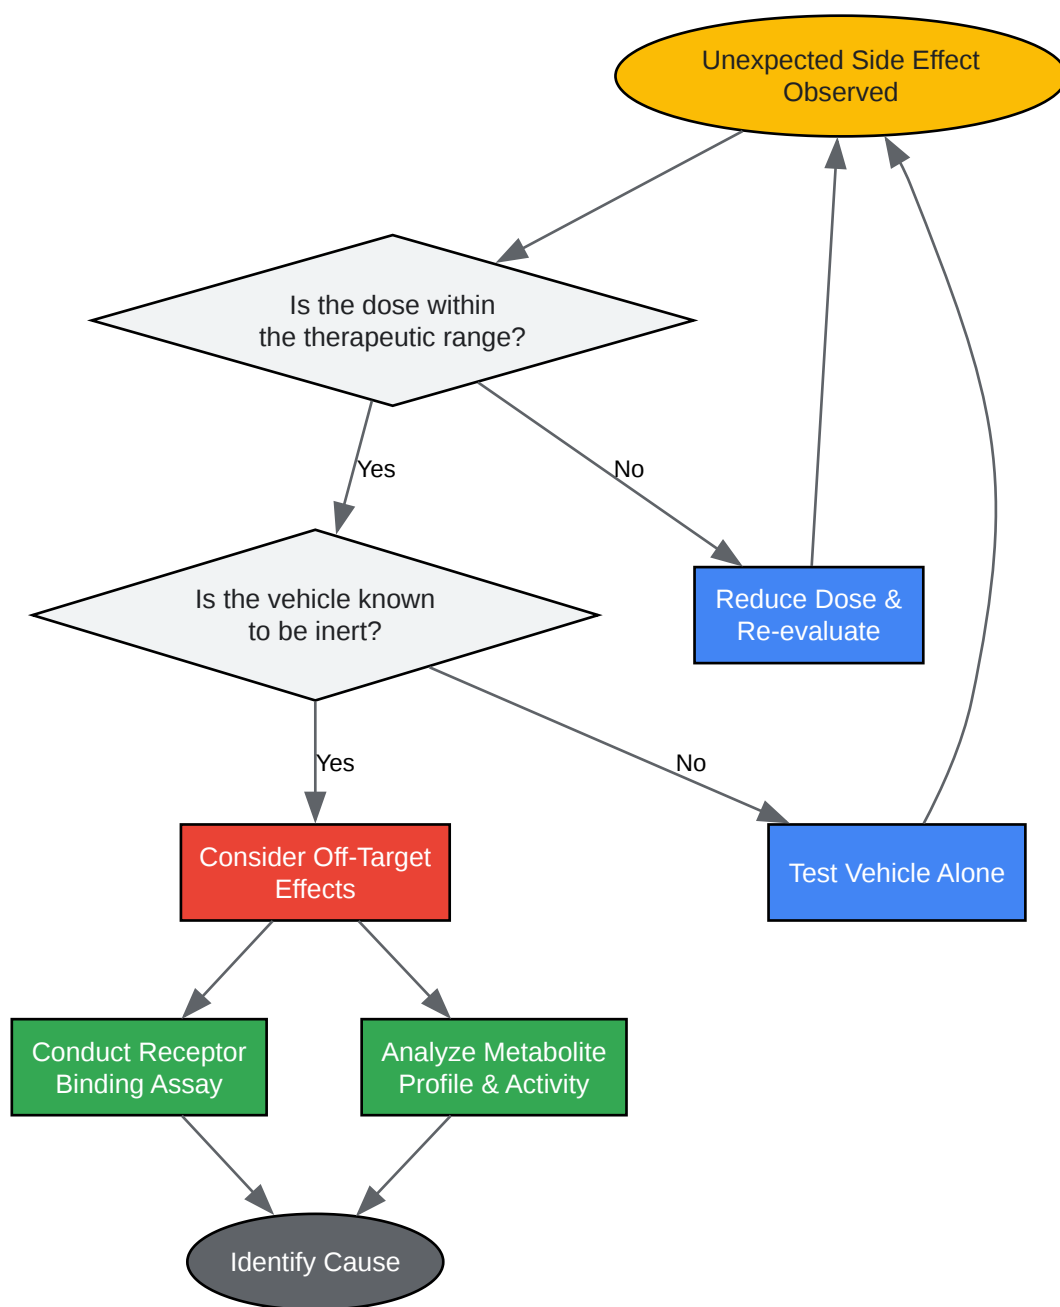 Unexpected Side Effect
Observed
Is the dose within
the therapeutic range?
Yes
No
Is the vehicle known
to be inert?
Reduce Dose &
Re-evaluate
Yes
No
Consider Off-Target
Effects
Test Vehicle Alone
Conduct Receptor
Binding Assay
Analyze Metabolite
Profile & Activity
Identify Cause